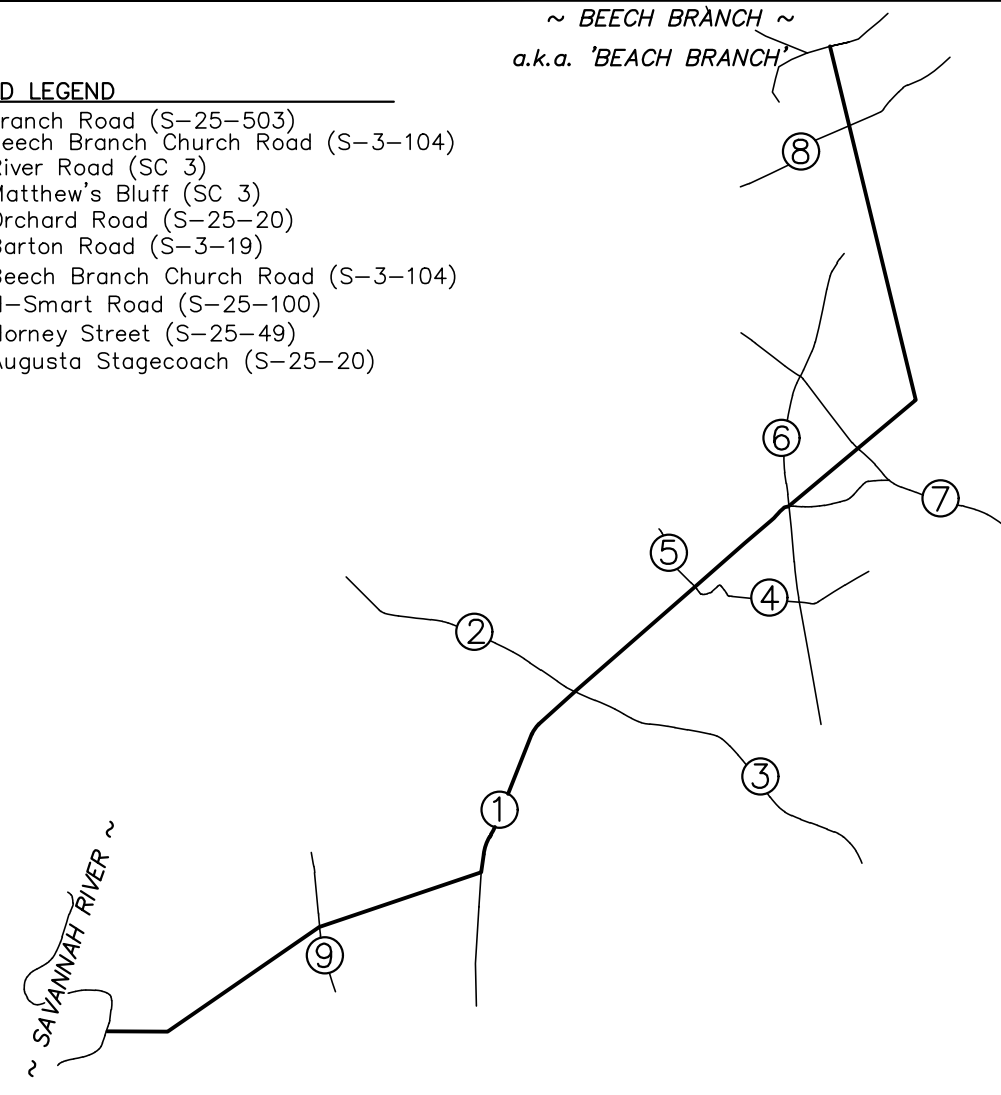 ~ BEECH BRANCH ~
a.k.a. 'BEACH BRANCH'
D LEGEND
ranch Road (S-25-503)
eech Branch Church Road (S-3-104)
River Road (SC 3)
Matthew's Bluff (SC 3)
Orchard Road (S-25-20)
Barton Road (S-3-19)
Beech Branch Church Road (S-3-104)
-Smart Road (S-25-100)
orney Street (S-25-49)
Augusta Stagecoach (S-25-20)
8
6
7
5
4
2
3
1
9
~ SAVANNAH RIVER ~